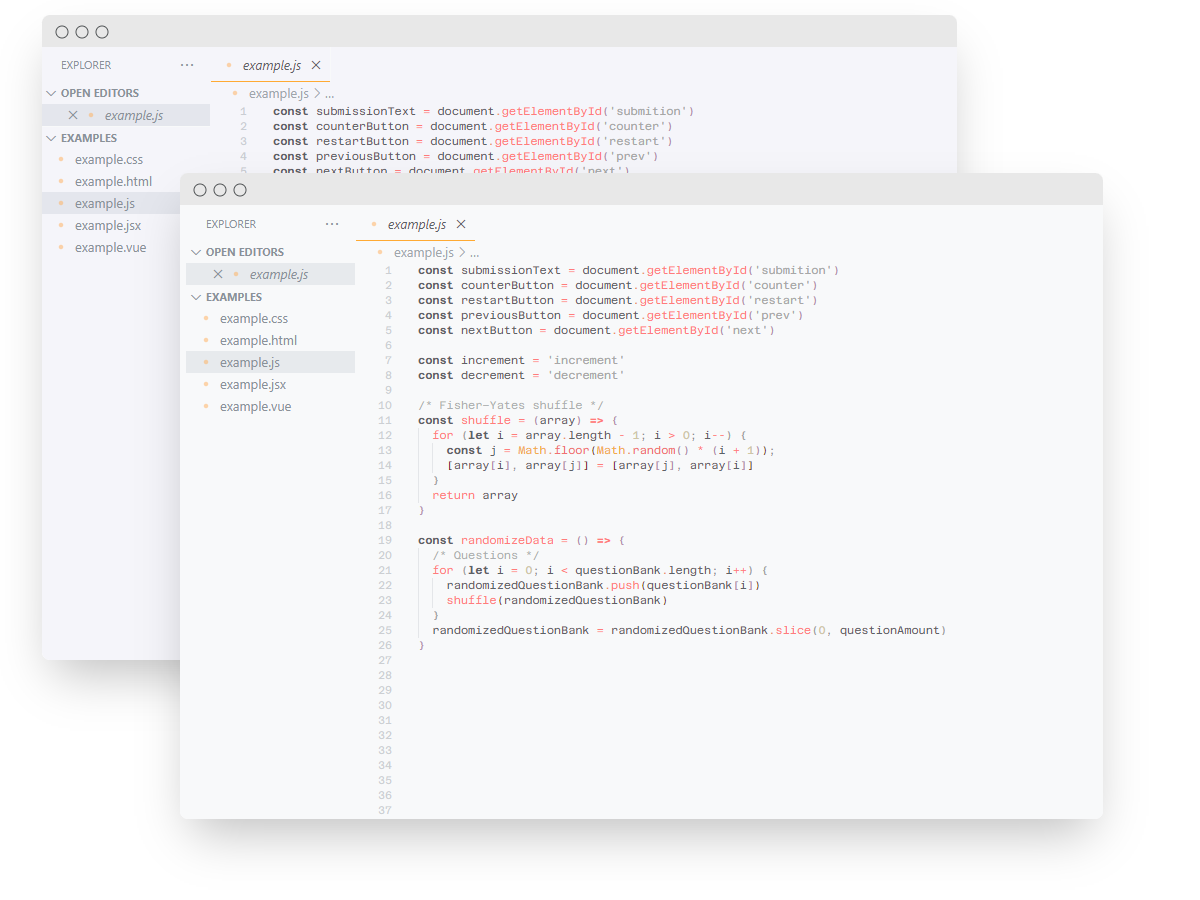 EXPLORER ··· example.js ×
OPEN EDITORS example.js > ...
× example.js
EXAMPLES
example.css
example.html
example.js
example.jsx
example.vue
1 const submissionText = document.getElementById('submition')
2 const counterButton = document.getElementById('counter')
3 const restartButton = document.getElementById('restart')
4 const previousButton = document.getElementById('prev')
5 const nextButton = document.getElementById('next')
EXPLORER ··· example.js ×
OPEN EDITORS example.js > ...
× example.js
EXAMPLES
example.css
example.html
example.js
example.jsx
example.vue
1 const submissionText = document.getElementById('submition')
2 const counterButton = document.getElementById('counter')
3 const restartButton = document.getElementById('restart')
4 const previousButton = document.getElementById('prev')
5 const nextButton = document.getElementById('next')
6
7 const increment = 'increment'
8 const decrement = 'decrement'
9
10 /* Fisher–Yates shuffle */
11 const shuffle = (array) => {
12   for (let i = array.length - 1; i > 0; i--) {
13     const j = Math.floor(Math.random() * (i + 1));
14     [array[i], array[j]] = [array[j], array[i]]
15   }
16   return array
17 }
18
19 const randomizeData = () => {
20   /* Questions */
21   for (let i = 0; i < questionBank.length; i++) {
22     randomizedQuestionBank.push(questionBank[i])
23     shuffle(randomizedQuestionBank)
24   }
25   randomizedQuestionBank = randomizedQuestionBank.slice(0, questionAmount)
26 }
27
28
29
30
31
32
33
34
35
36
37